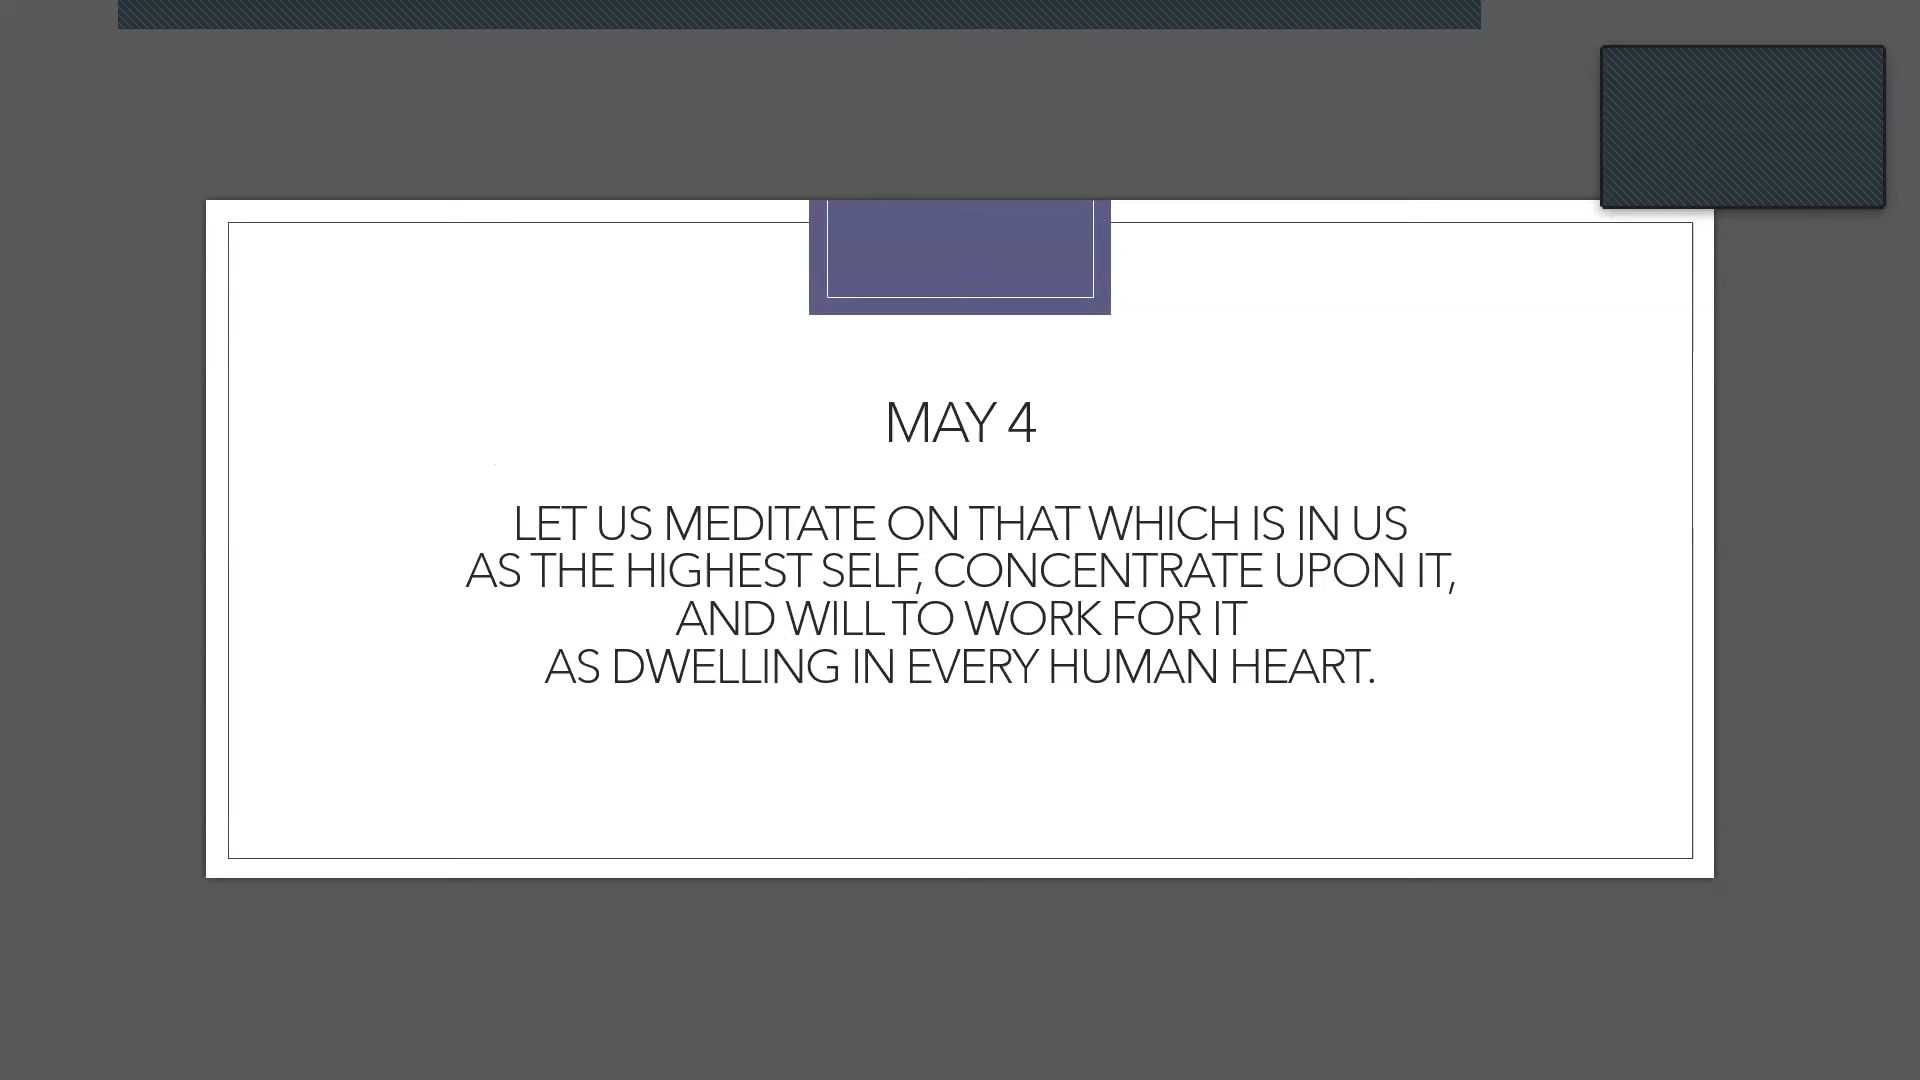 MAY 4
LET US MEDITATE ON THAT WHICH IS IN US
AS THE HIGHEST SELF, CONCENTRATE UPON IT,
AND WILL TO WORK FOR IT
AS DWELLING IN EVERY HUMAN HEART.